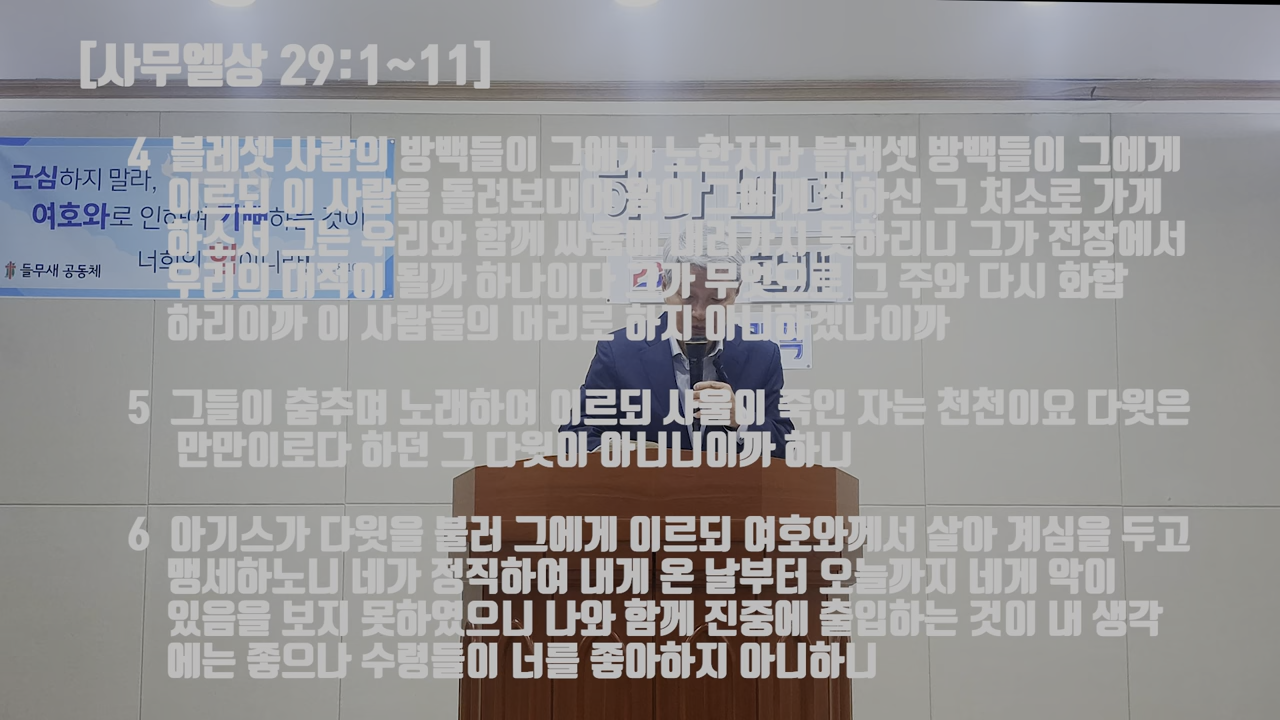 [사무엘상 29:1~11]
4 블레셋 사람의 방백들이 그에게 노한지라 블레셋 방백들이 그에게
이르되 이 사람을 돌려보내어 왕이 그에게 정하신 그 처소로 가게
하소서 그는 우리와 함께 싸움에 내려가지 못하리니 그가 전장에서
우리의 대적이 될까 하나이다 그가 무엇으로 그 주와 다시 화합
하리이까 이 사람들의 머리로 하지 아니하겠나이까
5 그들이 춤추며 노래하여 이르되 사울이 죽인 자는 천천이요 다윗은
만만이로다 하던 그 다윗이 아니니이까 하니
6 아기스가 다윗을 불러 그에게 이르되 여호와께서 살아 계심을 두고
맹세하노니 네가 정직하여 내게 온 날부터 오늘까지 네게 악이
있음을 보지 못하였으니 나와 함께 진중에 출입하는 것이 내 생각
에는 좋으나 수령들이 너를 좋아하지 아니하니
근심하지 말라,
여호와로 하는 것이
너희의
들무새 공동체